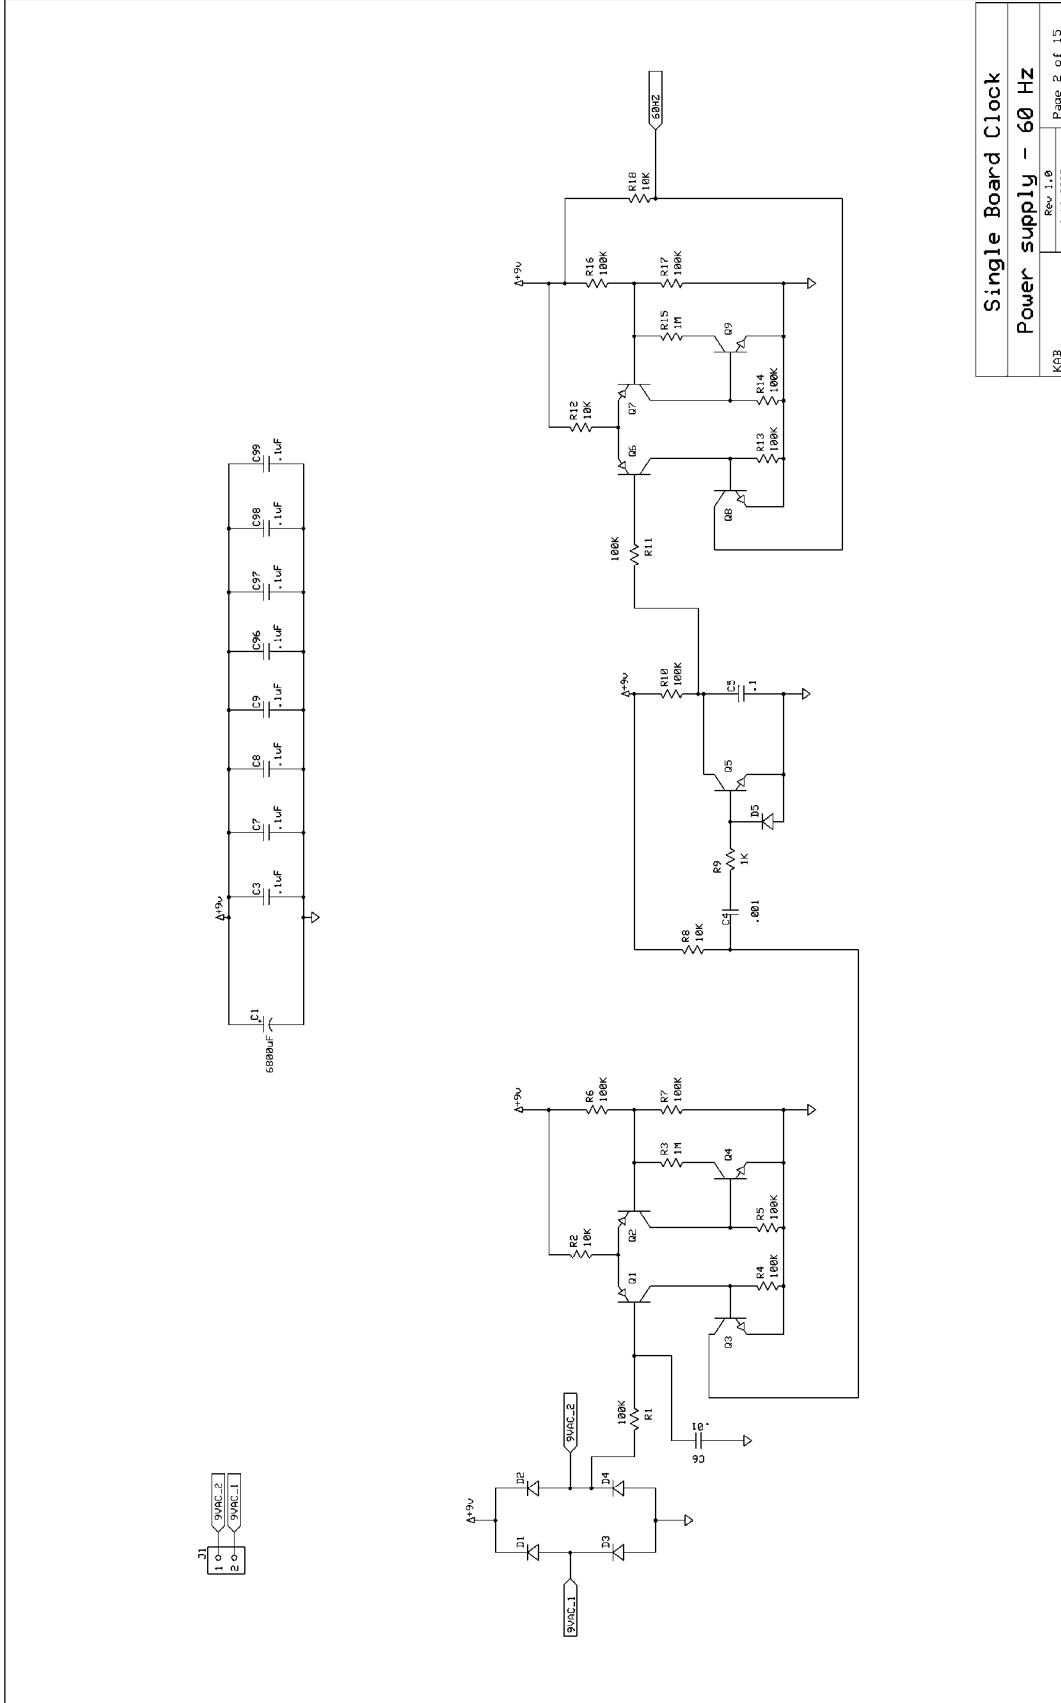 Single Board Clock
Power supply - 60 Hz
KAB
Rev 1.0
Page 2 of 15
J1
1
2
9VAC_2
9VAC_1
+9v
C1
6800uF
C3
.1uF
C7
.1uF
C8
.1uF
C9
.1uF
C96
.1uF
C97
.1uF
C98
.1uF
C99
.1uF
9VAC_1
+9v
D1
D2
D3
D4
9VAC_2
100K
R1
C6
.01
Q1
Q2
R2
10K
+9v
R6
100K
R7
100K
R3
1M
Q3
Q4
R4
100K
R5
100K
+9v
R8
10K
C4
.001
R9
1K
D5
Q5
R10
100K
C5
.1
100K
R11
Q6
Q7
R12
10K
+9v
R16
100K
R17
100K
R15
1M
Q8
Q9
R13
100K
R14
100K
R18
10K
60HZ